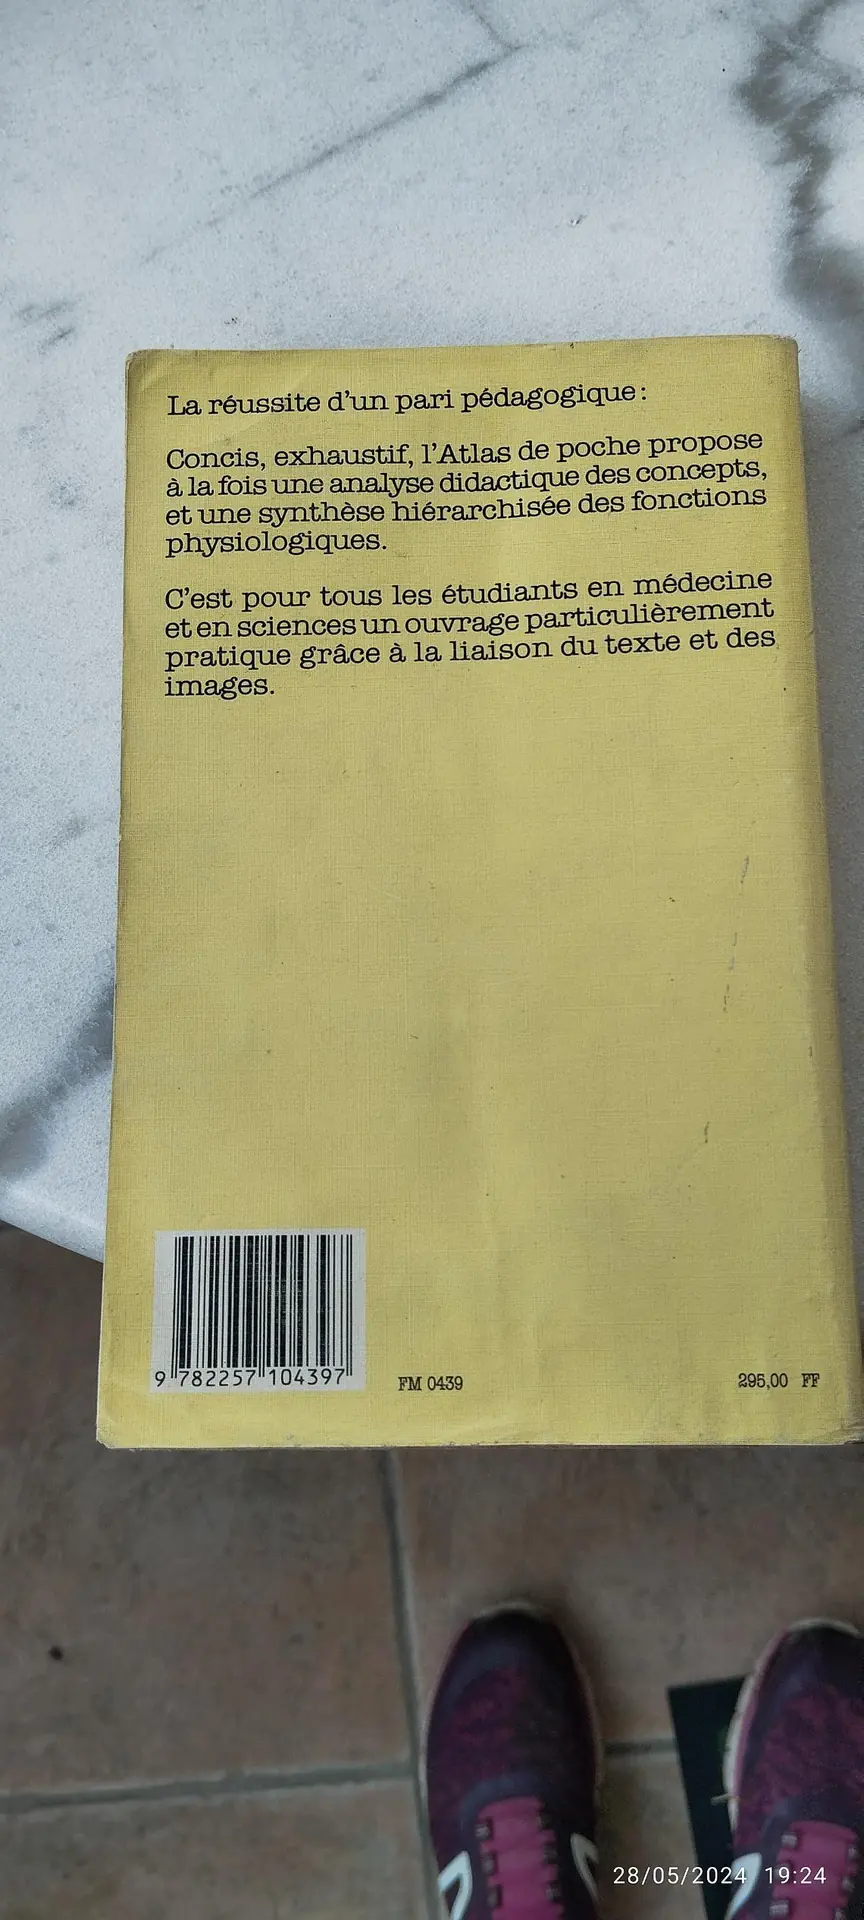 La réussite d'un pari pédagogique:
Concis, exhaustif, l'Atlas de poche propose
à la fois une analyse didactique des concepts,
et une synthèse hiérarchisée des fonctions
physiologiques.
C'est pour tous les étudiants en médecine
et en sciences un ouvrage particulièrement
pratique grâce à la liaison du texte et des
images.
9 782257 104397
FM 0439
295,00 FF
28/05/2024 19:24